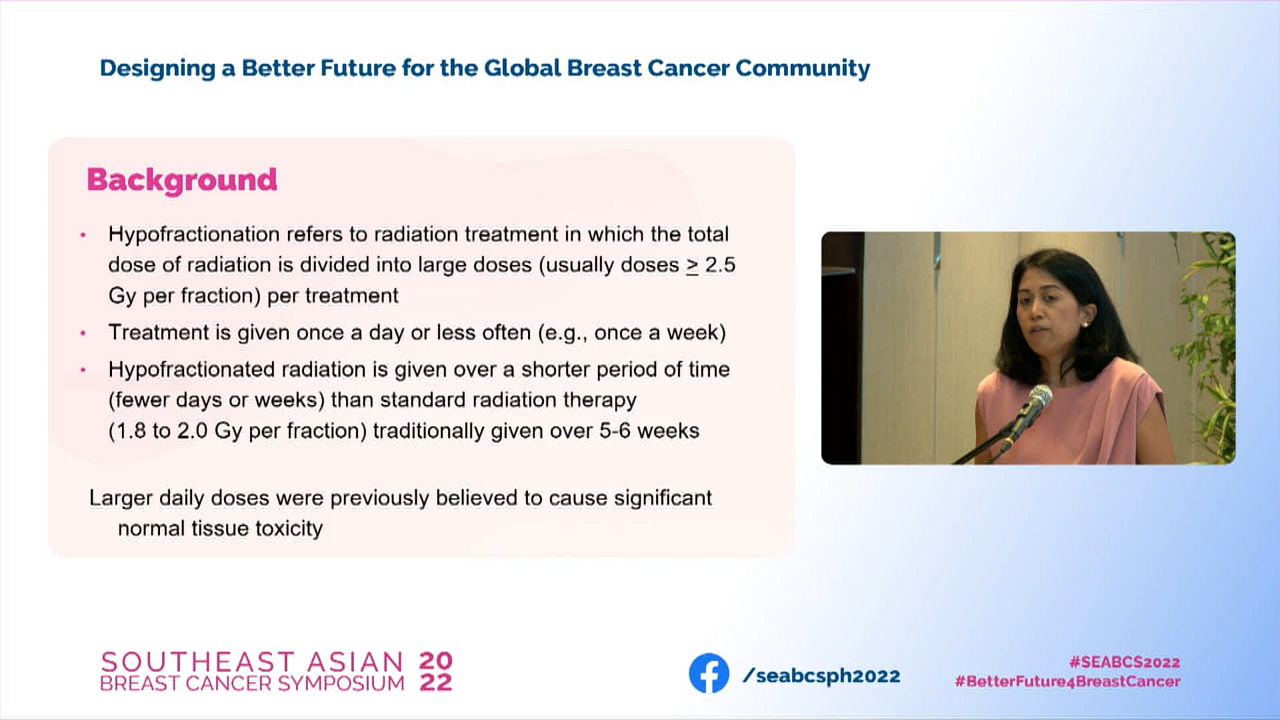 Designing a Better Future for the Global Breast Cancer Community
Background
• Hypofractionation refers to radiation treatment in which the total
dose of radiation is divided into large doses (usually doses ≥ 2.5
Gy per fraction) per treatment
• Treatment is given once a day or less often (e.g., once a week)
• Hypofractionated radiation is given over a shorter period of time
(fewer days or weeks) than standard radiation therapy
(1.8 to 2.0 Gy per fraction) traditionally given over 5-6 weeks
Larger daily doses were previously believed to cause significant
normal tissue toxicity
SOUTHEAST ASIAN 20
BREAST CANCER SYMPOSIUM 22
/seabcsph2022
#SEABCS2022
#BetterFuture4BreastCancer